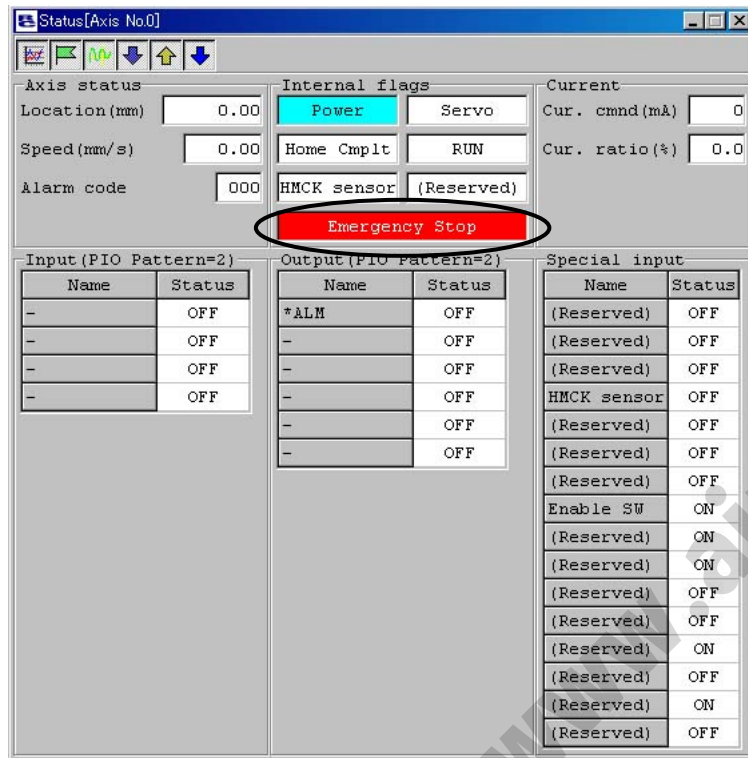 Status[Axis No.0]
Axis status
Location(mm) 0.00
Speed(mm/s) 0.00
Alarm code 000
Internal flags
Power Servo
Home Cmplt RUN
HMCK sensor (Reserved)
Emergency Stop
Current
Cur. cmnd(mA) 0
Cur. ratio(%) 0.0
Input(PIO Pattern=2)
Name Status
- OFF
- OFF
- OFF
- OFF
Output(PIO Pattern=2)
Name Status
*ALM OFF
- OFF
- OFF
- OFF
- OFF
- OFF
Special input
Name Status
(Reserved) OFF
(Reserved) OFF
(Reserved) OFF
HMCK sensor OFF
(Reserved) OFF
(Reserved) OFF
(Reserved) OFF
Enable SW ON
(Reserved) ON
(Reserved) ON
(Reserved) OFF
(Reserved) OFF
(Reserved) ON
(Reserved) OFF
(Reserved) ON
(Reserved) OFF